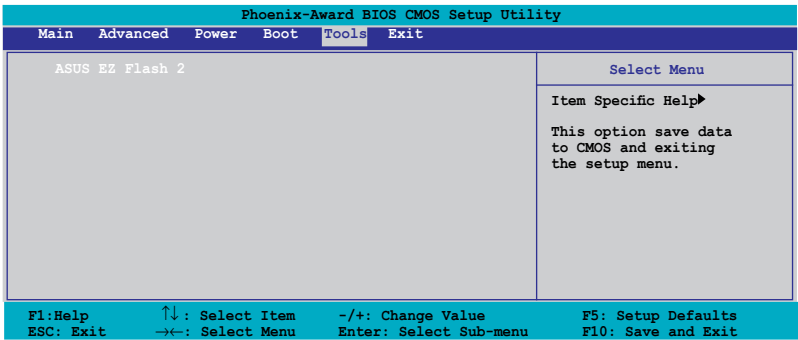 Phoenix-Award BIOS CMOS Setup Utility
Main Advanced Power Boot Tools Exit
ASUS EZ Flash 2
Select Menu
Item Specific Help▶
This option save data
to CMOS and exiting
the setup menu.
F1:Help ↑↓: Select Item -/+: Change Value F5: Setup Defaults
ESC: Exit →←: Select Menu Enter: Select Sub-menu F10: Save and Exit